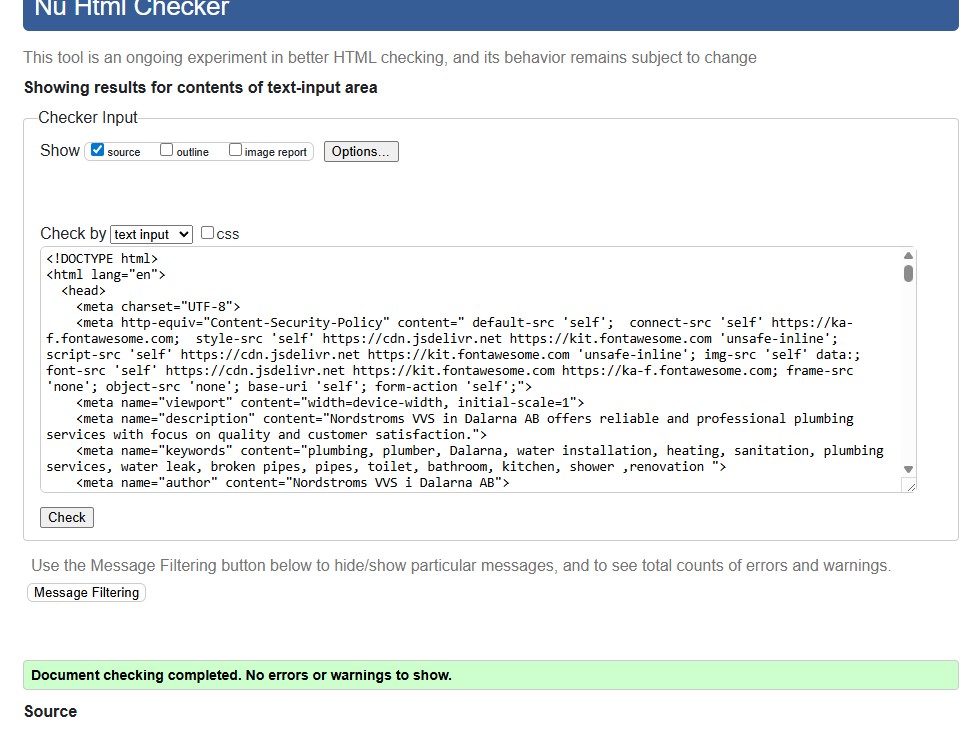 Nu Html Checker
This tool is an ongoing experiment in better HTML checking, and its behavior remains subject to change
Showing results for contents of text-input area
Checker Input
Show source outline image report Options...
Check by text input css
<!DOCTYPE html>
<html lang="en">
<head>
<meta charset="UTF-8">
<meta http-equiv="Content-Security-Policy" content=" default-src 'self';  connect-src 'self' https://ka-
f.fontawesome.com;  style-src 'self' https://cdn.jsdelivr.net https://kit.fontawesome.com 'unsafe-inline';
script-src 'self' https://cdn.jsdelivr.net https://kit.fontawesome.com 'unsafe-inline'; img-src 'self' data:;
font-src 'self' https://cdn.jsdelivr.net https://kit.fontawesome.com https://ka-f.fontawesome.com; frame-src
'none'; object-src 'none'; base-uri 'self'; form-action 'self';">
<meta name="viewport" content="width=device-width, initial-scale=1">
<meta name="description" content="Nordstroms VVS in Dalarna AB offers reliable and professional plumbing
services with focus on quality and customer satisfaction.">
<meta name="keywords" content="plumbing, plumber, Dalarna, water installation, heating, sanitation, plumbing
services, water leak, broken pipes, pipes, toilet, bathroom, kitchen, shower ,renovation ">
<meta name="author" content="Nordstroms VVS i Dalarna AB">
Check
Use the Message Filtering button below to hide/show particular messages, and to see total counts of errors and warnings.
Message Filtering
Document checking completed. No errors or warnings to show.
Source